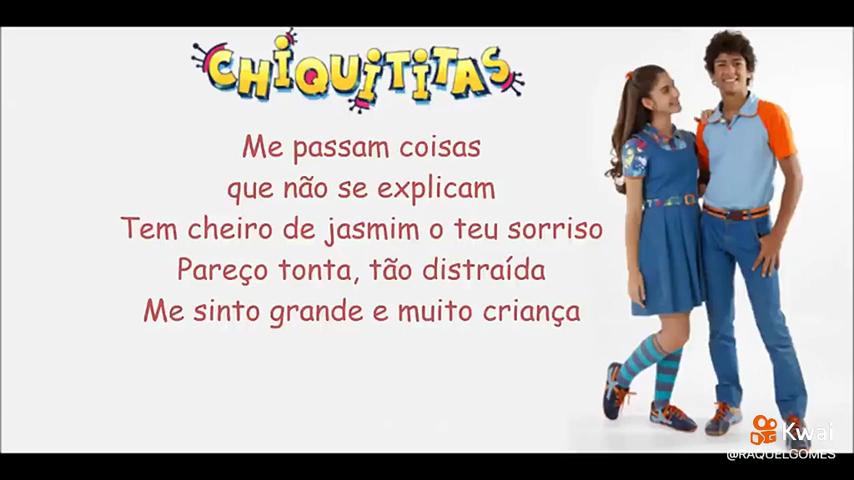 CHIQUITITAS
Me passam coisas
que não se explicam
Tem cheiro de jasmim o teu sorriso
Pareço tonta, tão distraída
Me sinto grande e muito criança
Kwai
@RAQUELGOMES